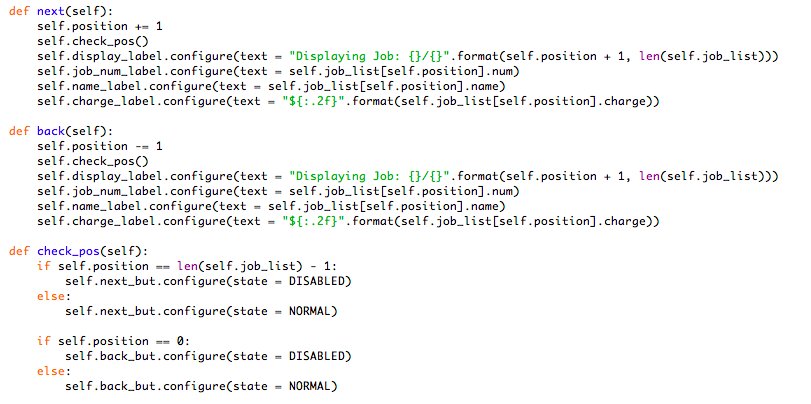 def next(self):
    self.position += 1
    self.check_pos()
    self.display_label.configure(text = "Displaying Job: {}/{}".format(self.position + 1, len(self.job_list)))
    self.job_num_label.configure(text = self.job_list[self.position].num)
    self.name_label.configure(text = self.job_list[self.position].name)
    self.charge_label.configure(text = "${:.2f}".format(self.job_list[self.position].charge))

def back(self):
    self.position -= 1
    self.check_pos()
    self.display_label.configure(text = "Displaying Job: {}/{}".format(self.position + 1, len(self.job_list)))
    self.job_num_label.configure(text = self.job_list[self.position].num)
    self.name_label.configure(text = self.job_list[self.position].name)
    self.charge_label.configure(text = "${:.2f}".format(self.job_list[self.position].charge))

def check_pos(self):
    if self.position == len(self.job_list) - 1:
        self.next_but.configure(state = DISABLED)
    else:
        self.next_but.configure(state = NORMAL)

    if self.position == 0:
        self.back_but.configure(state = DISABLED)
    else:
        self.back_but.configure(state = NORMAL)